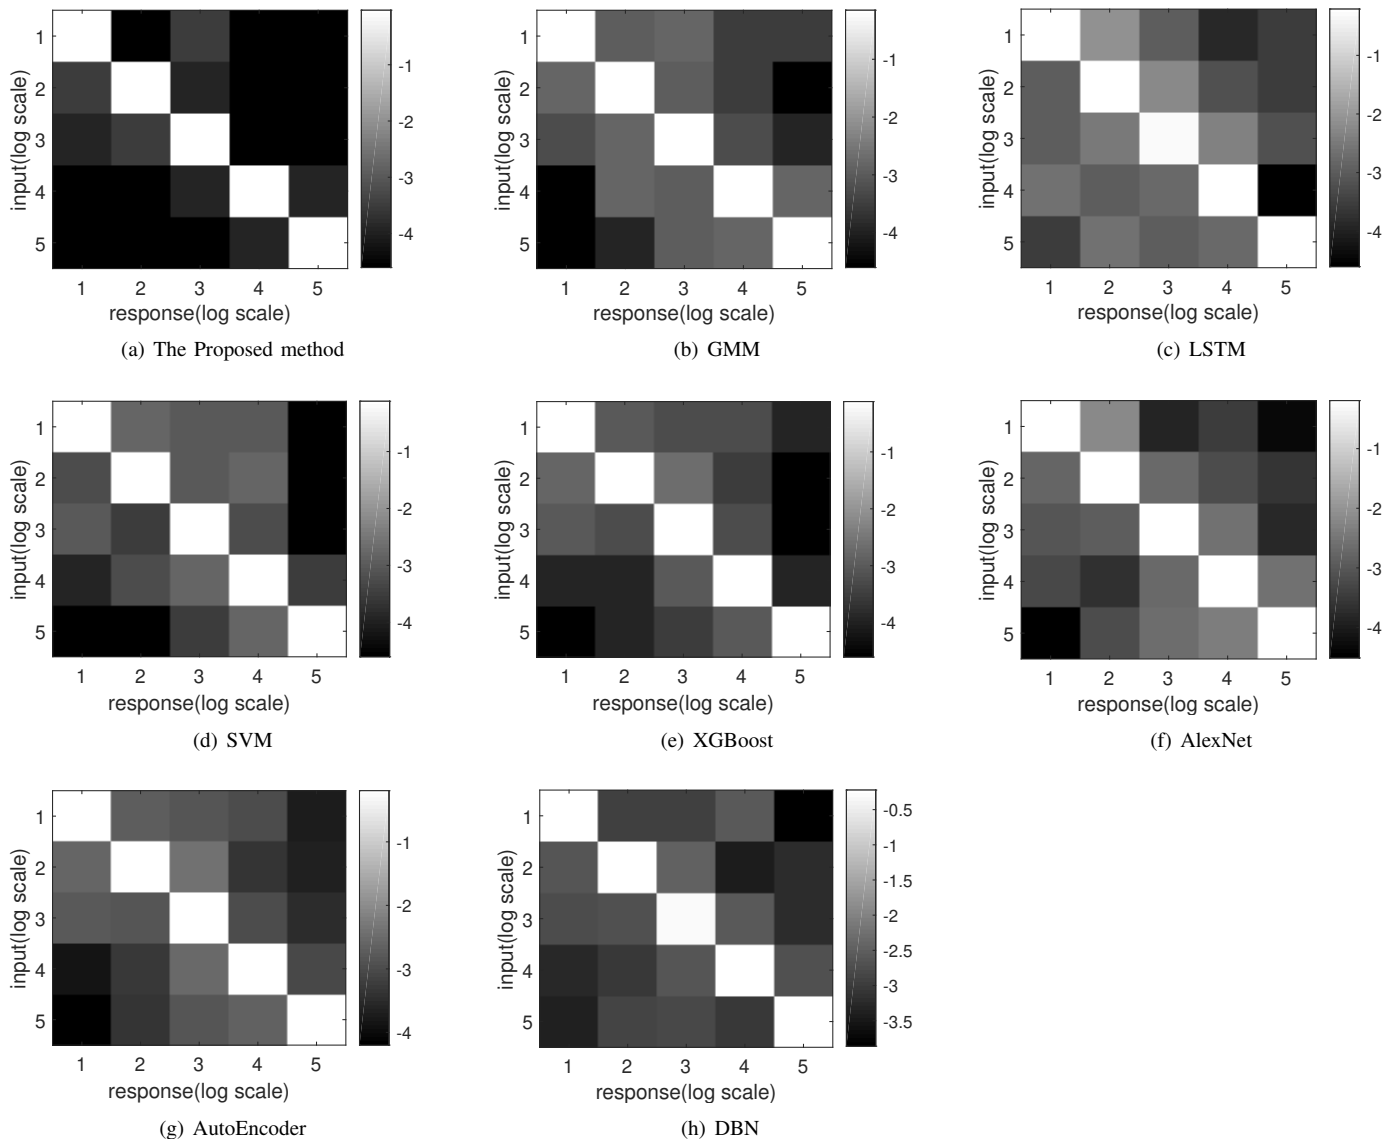 1
2
3
4
5
input(log scale)
1 2 3 4 5
response(log scale)
-1
-2
-3
-4
(a) The Proposed method
1
2
3
4
5
input(log scale)
1 2 3 4 5
response(log scale)
-1
-2
-3
-4
(b) GMM
1
2
3
4
5
input(log scale)
1 2 3 4 5
response(log scale)
-1
-2
-3
-4
(c) LSTM
1
2
3
4
5
input(log scale)
1 2 3 4 5
response(log scale)
-1
-2
-3
-4
(d) SVM
1
2
3
4
5
input(log scale)
1 2 3 4 5
response(log scale)
-1
-2
-3
-4
(e) XGBoost
1
2
3
4
5
input(log scale)
1 2 3 4 5
response(log scale)
-1
-2
-3
-4
(f) AlexNet
1
2
3
4
5
input(log scale)
1 2 3 4 5
response(log scale)
-1
-2
-3
-4
(g) AutoEncoder
1
2
3
4
5
input(log scale)
1 2 3 4 5
response(log scale)
-0.5
-1
-1.5
-2
-2.5
-3
-3.5
(h) DBN